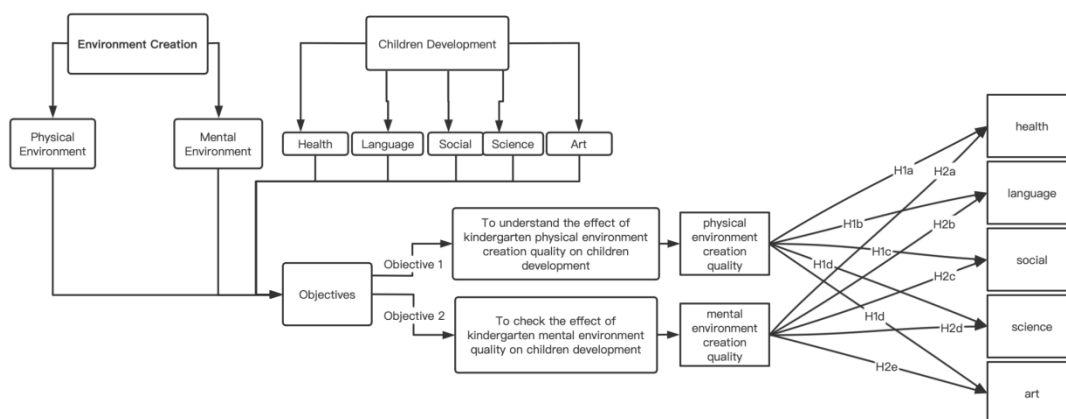 Environment Creation
Children Development
Physical
Environment
Mental
Environment
Health
Language
Social
Science
Art
Objectives
Objective 1
Objective 2
To understand the effect of
kindergarten physical environment
creation quality on children
development
To check the effect of
kindergarten mental environment
quality on children development
physical
environment
creation
quality
mental
environment
creation
quality
H1a
H2a
H1b
H2b
H1c
H1d
H2c
H1d
H2d
H2e
health
language
social
science
art